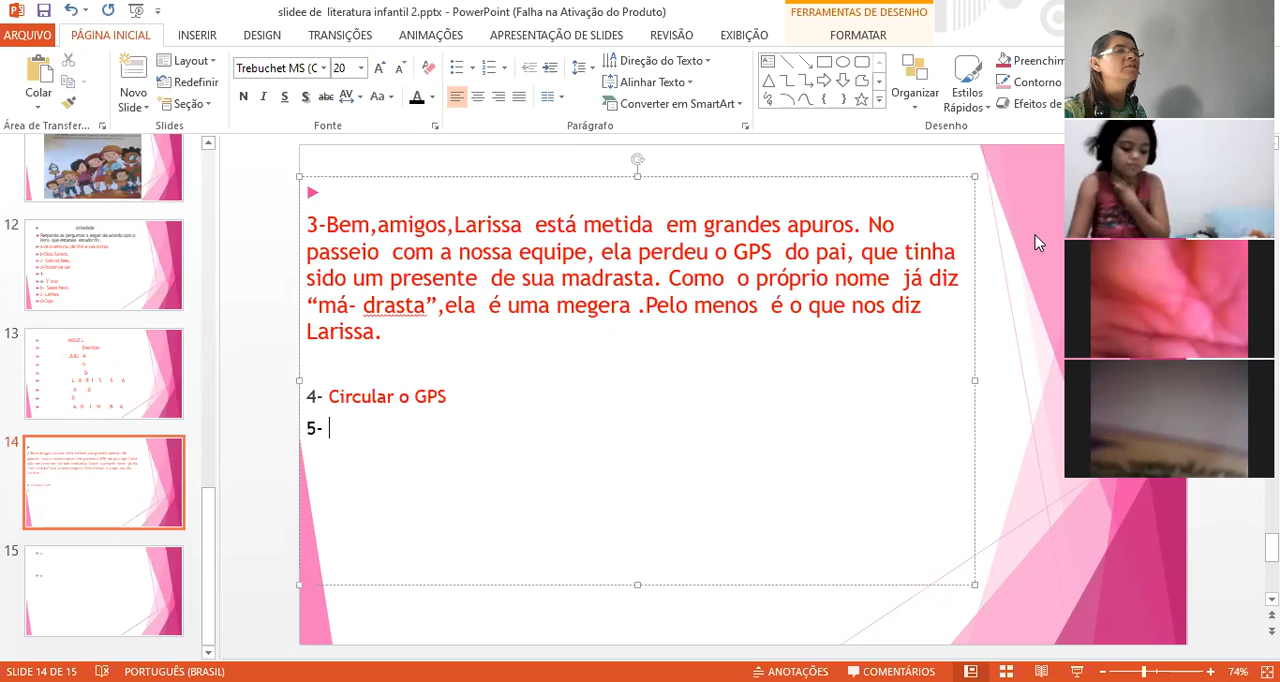 slidee de literatura infantil 2.pptx - PowerPoint (Falha na Ativação do Produto)
FERRAMENTAS DE DESENHO
ARQUIVO PÁGINA INICIAL INSERIR DESIGN TRANSIÇÕES ANIMAÇÕES APRESENTAÇÃO DE SLIDES REVISÃO EXIBIÇÃO FORMATAR
Colar
Novo Slide
Layout
Redefinir
Seção
Trebuchet MS (C 20
N I S S abc AV Aa A
Direção do Texto
Alinhar Texto
Converter em SmartArt
Organizar
Estilos Rápidos
Preenchim
Contorno
Efeitos de
Área de Transfer... Slides Fonte Parágrafo Desenho
12
13
14
15
3-Bem,amigos,Larissa está metida em grandes apuros. No
passeio com a nossa equipe, ela perdeu o GPS do pai, que tinha
sido um presente de sua madrasta. Como o próprio nome já diz
“má- drasta”,ela é uma megera .Pelo menos é o que nos diz
Larissa.
4- Circular o GPS
5-
SLIDE 14 DE 15 PORTUGUÊS (BRASIL) ANOTAÇÕES COMENTÁRIOS 74%